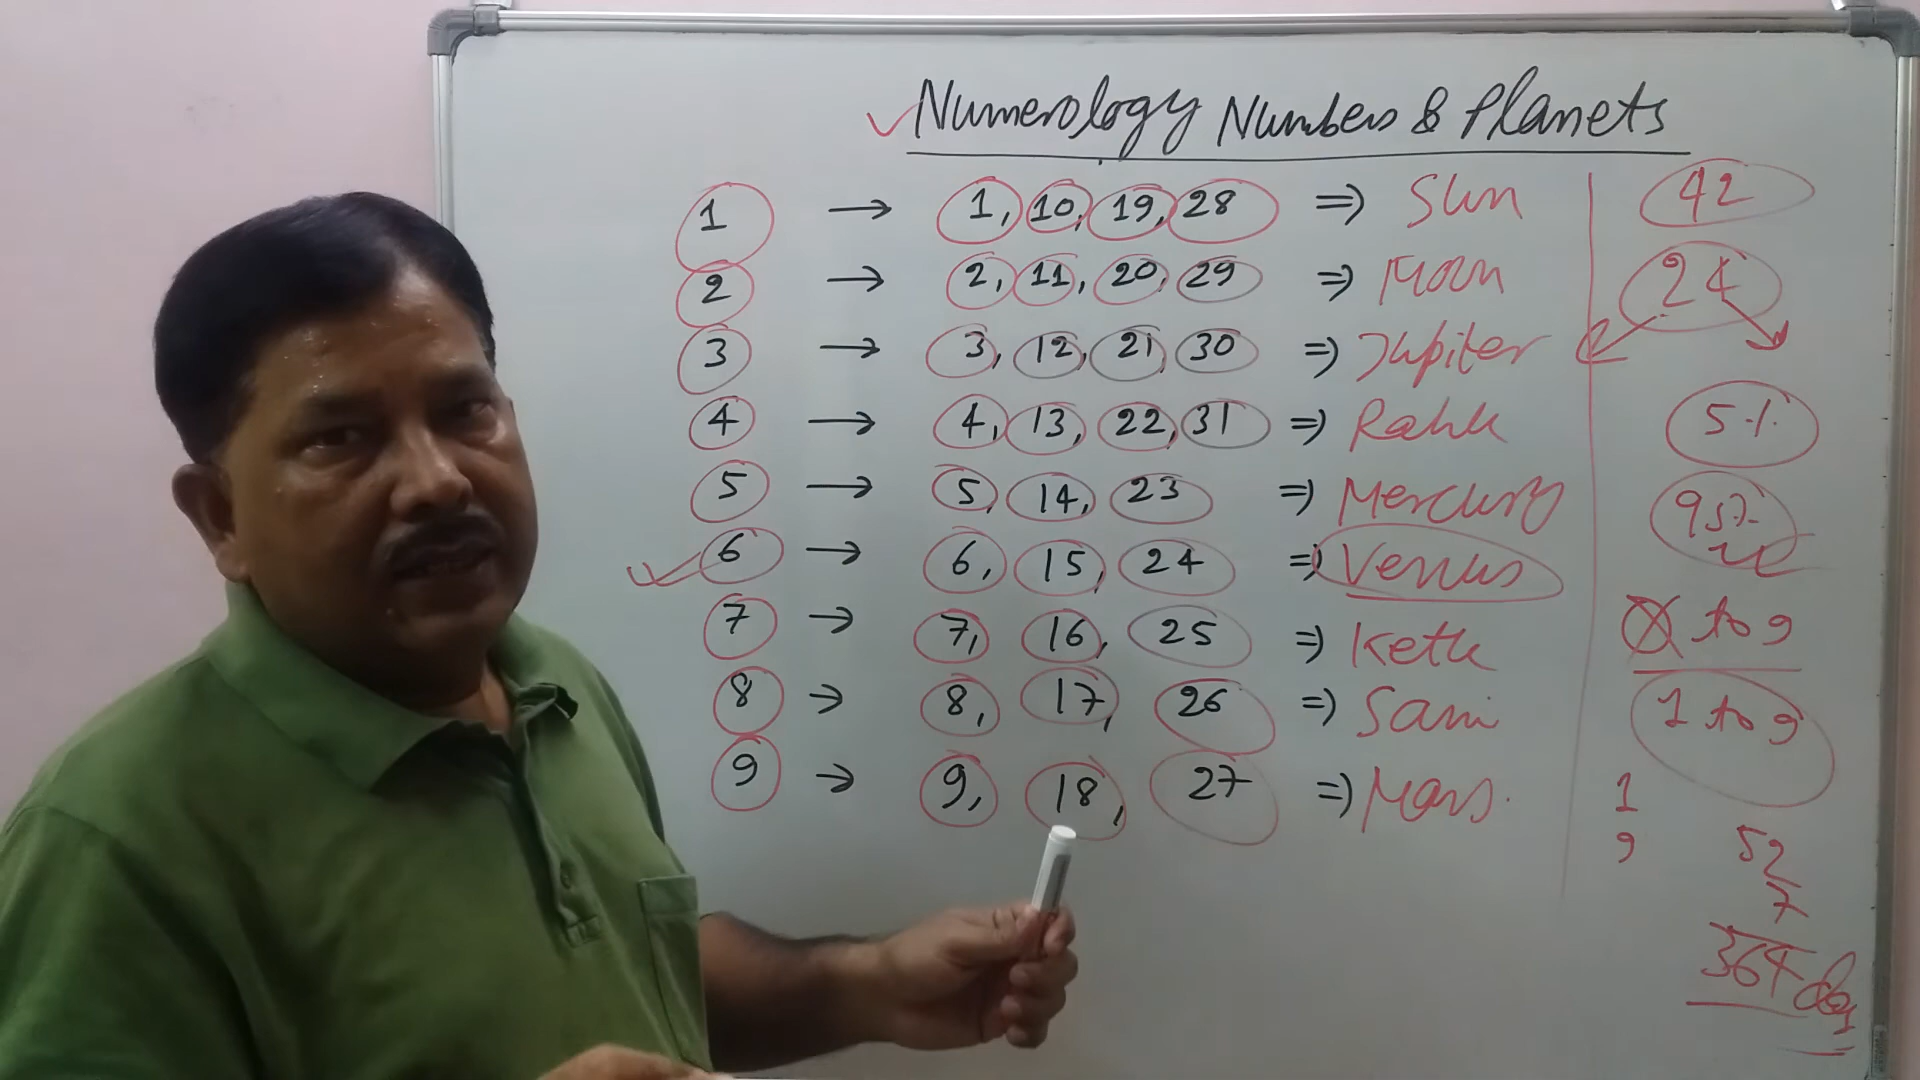 Numerology Numbers & Planets
1 → 1, 10, 19, 28 ⇒ Sun
2 → 2, 11, 20, 29 ⇒ Moon
3 → 3, 12, 21, 30 ⇒ Jupiter
4 → 4, 13, 22, 31 ⇒ Rahu
5 → 5, 14, 23 ⇒ Mercury
6 → 6, 15, 24 ⇒ Venus
7 → 7, 16, 25 ⇒ Ketu
8 → 8, 17, 26 ⇒ Sani
9 → 9, 18, 27 ⇒ Mars.
42
24
5%
95%
to 9
1 to 9
1
9
52
7
364 days